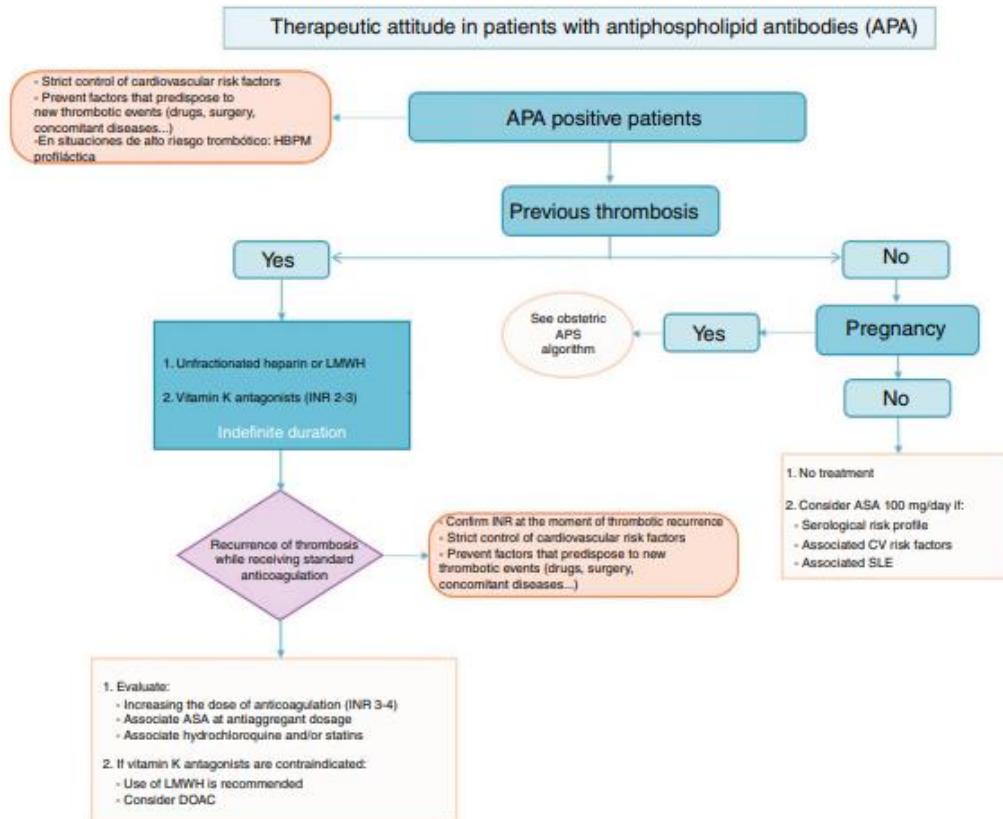 Therapeutic attitude in patients with antiphospholipid antibodies (APA)
- Strict control of cardiovascular risk factors
- Prevent factors that predispose to
new thrombotic events (drugs, surgery,
concomitant diseases...)
-En situaciones de alto riesgo trombótico: HBPM
profiláctica
APA positive patients
Previous thrombosis
Yes
No
See obstetric
APS
algorithm
Yes
Pregnancy
No
1. Unfractionated heparin or LMWH
2. Vitamin K antagonists (INR 2-3)
Indefinite duration
1. No treatment
2. Consider ASA 100 mg/day if:
- Serological risk profile
- Associated CV risk factors
- Associated SLE
Recurrence of thrombosis
while receiving standard
anticoagulation
- Confirm INR at the moment of thrombotic recurrence
- Strict control of cardiovascular risk factors
- Prevent factors that predispose to new
thrombotic events (drugs, surgery,
concomitant diseases...)
1. Evaluate:
- Increasing the dose of anticoagulation (INR 3-4)
- Associate ASA at antiaggregant dosage
- Associate hydrochloroquine and/or statins
2. If vitamin K antagonists are contraindicated:
- Use of LMWH is recommended
- Consider DOAC